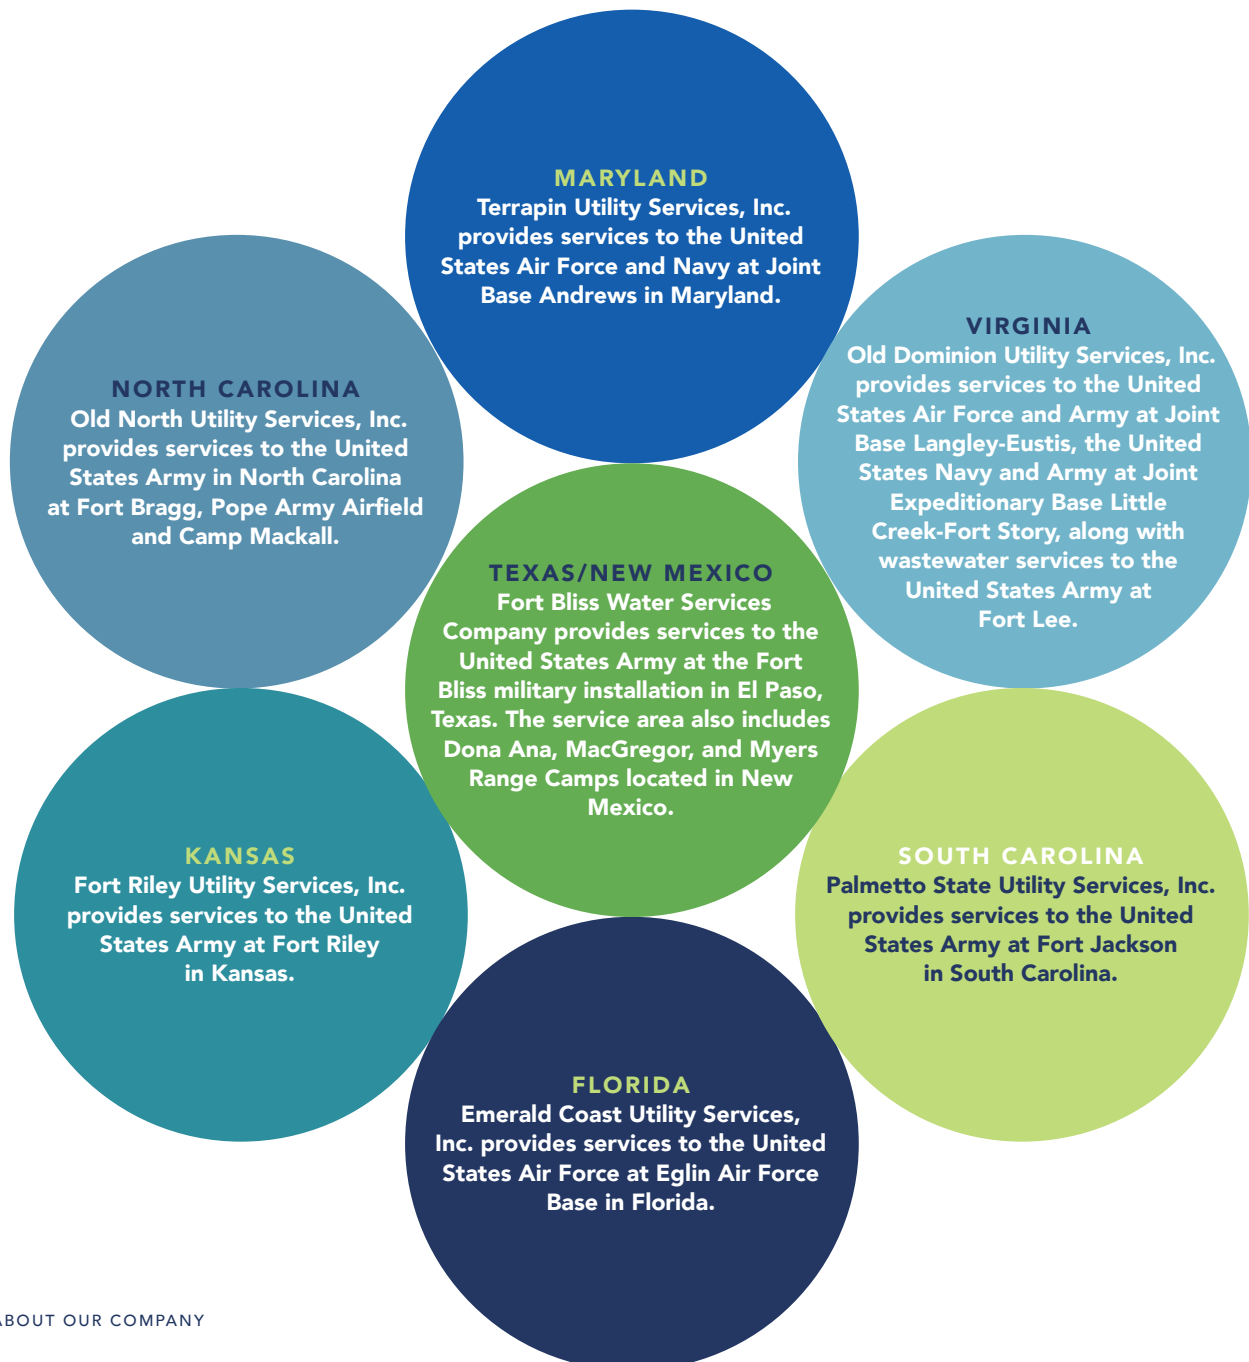 MARYLAND
Terrapin Utility Services, Inc.
provides services to the United
States Air Force and Navy at Joint
Base Andrews in Maryland.
NORTH CAROLINA
Old North Utility Services, Inc.
provides services to the United
States Army in North Carolina
at Fort Bragg, Pope Army Airfield
and Camp Mackall.
VIRGINIA
Old Dominion Utility Services, Inc.
provides services to the United
States Air Force and Army at Joint
Base Langley-Eustis, the United
States Navy and Army at Joint
Expeditionary Base Little
Creek-Fort Story, along with
wastewater services to the
United States Army at
Fort Lee.
TEXAS/NEW MEXICO
Fort Bliss Water Services
Company provides services to the
United States Army at the Fort
Bliss military installation in El Paso,
Texas. The service area also includes
Dona Ana, MacGregor, and Myers
Range Camps located in New
Mexico.
KANSAS
Fort Riley Utility Services, Inc.
provides services to the United
States Army at Fort Riley
in Kansas.
SOUTH CAROLINA
Palmetto State Utility Services, Inc.
provides services to the United
States Army at Fort Jackson
in South Carolina.
FLORIDA
Emerald Coast Utility Services,
Inc. provides services to the United
States Air Force at Eglin Air Force
Base in Florida.
ABOUT OUR COMPANY